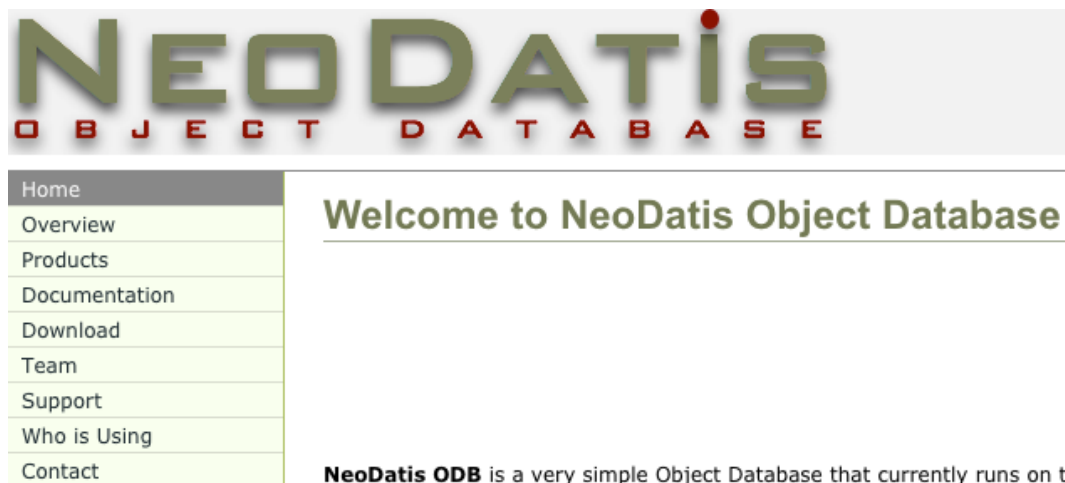 NEODATIS
OBJECT DATABASE
Home
Overview
Products
Documentation
Download
Team
Support
Who is Using
Contact
Welcome to NeoDatis Object Database
NeoDatis ODB is a very simple Object Database that currently runs on